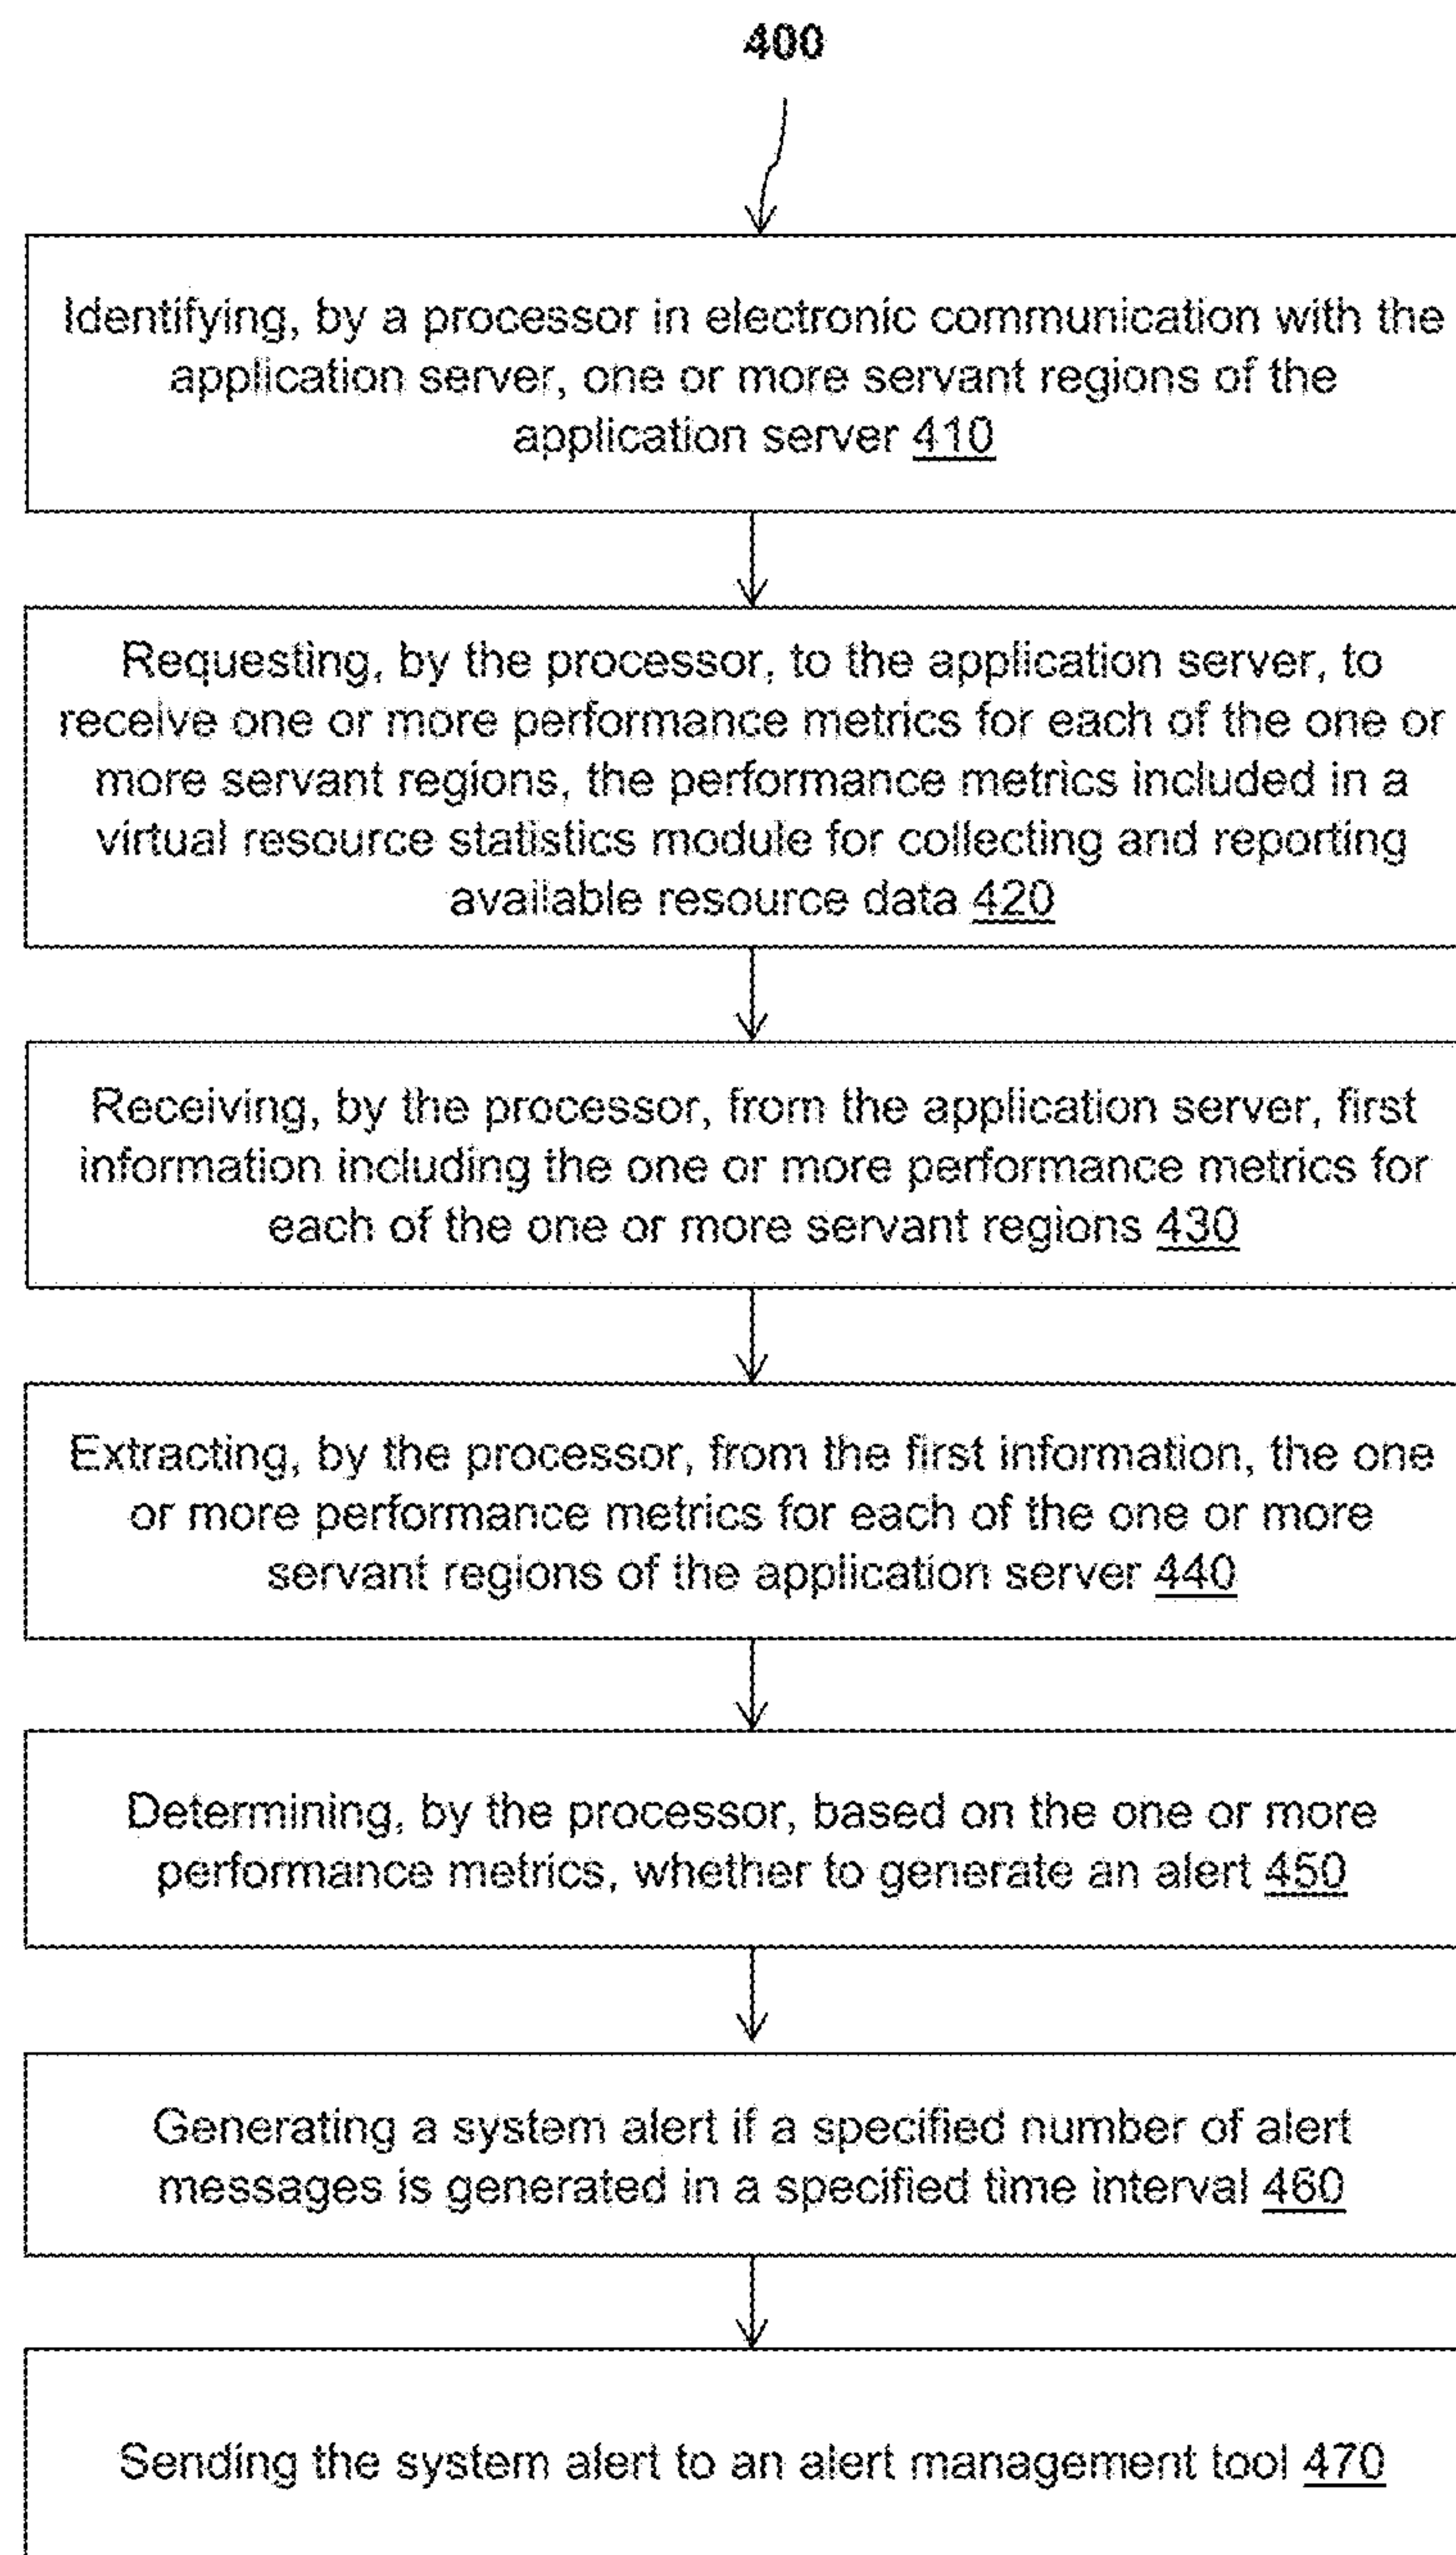 400
Identifying, by a processor in electronic communication with the
application server, one or more servant regions of the
application server 410
Requesting, by the processor, to the application server, to
receive one or more performance metrics for each of the one or
more servant regions, the performance metrics included in a
virtual resource statistics module for collecting and reporting
available resource data 420
Receiving, by the processor, from the application server, first
information including the one or more performance metrics for
each of the one or more servant regions 430
Extracting, by the processor, from the first information, the one
or more performance metrics for each of the one or more
servant regions of the application server 440
Determining, by the processor, based on the one or more
performance metrics, whether to generate an alert 450
Generating a system alert if a specified number of alert
messages is generated in a specified time interval 460
Sending the system alert to an alert management tool 470